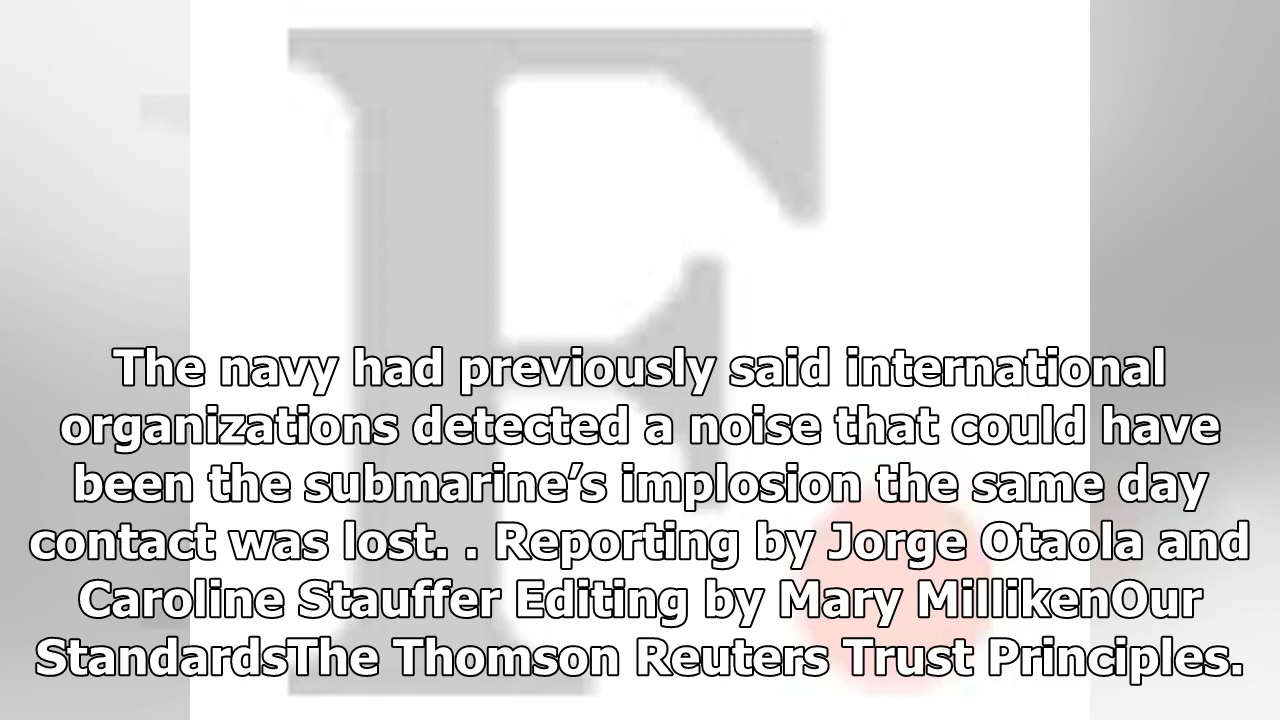 The navy had previously said international
organizations detected a noise that could have
been the submarine’s implosion the same day
contact was lost. . Reporting by Jorge Otaola and
Caroline Stauffer Editing by Mary MillikenOur
StandardsThe Thomson Reuters Trust Principles.